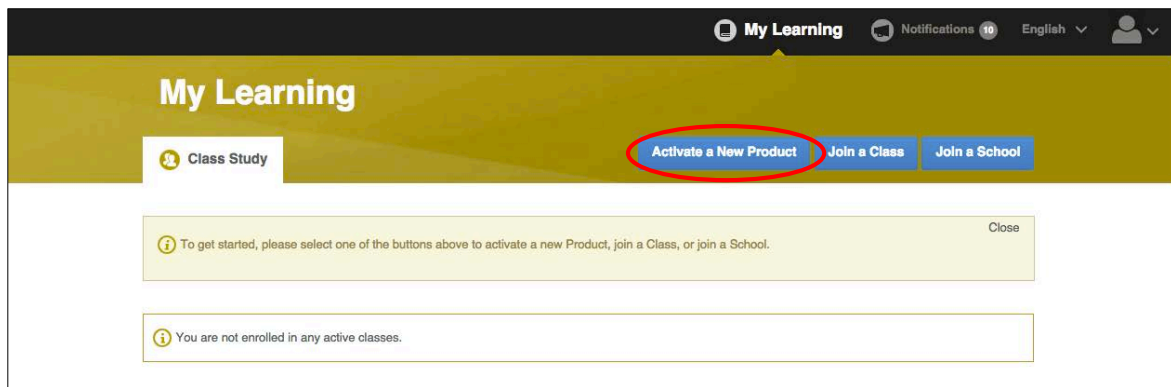 My Learning Notifications 10 English
My Learning
Class Study Activate a New Product Join a Class Join a School
Close
To get started, please select one of the buttons above to activate a new Product, join a Class, or join a School.
You are not enrolled in any active classes.